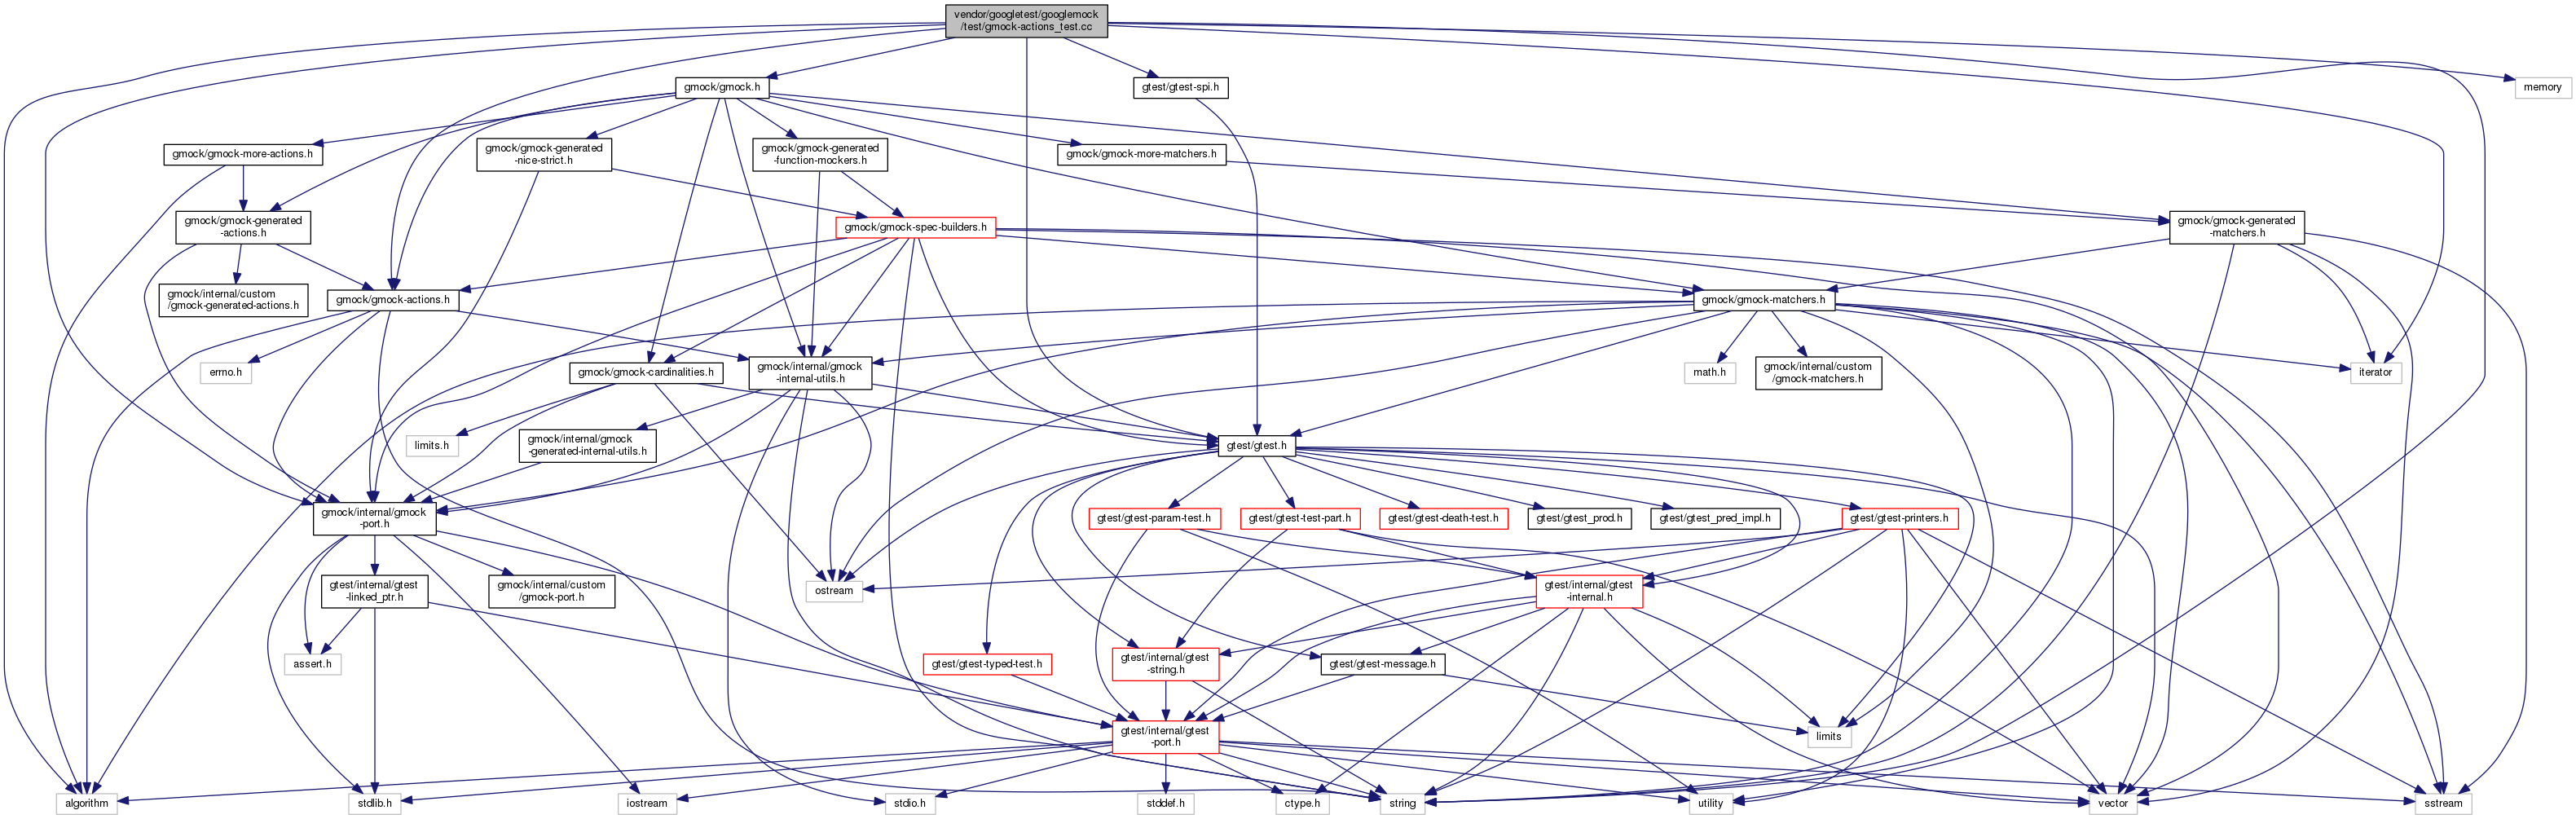 vendor/googletest/googlemock
/test/gmock-actions_test.cc
gmock/gmock.h
gtest/gtest-spi.h
memory
gmock/gmock-more-actions.h
gmock/gmock-generated
-nice-strict.h
gmock/gmock-generated
-function-mockers.h
gmock/gmock-more-matchers.h
gmock/gmock-generated
-actions.h
gmock/gmock-spec-builders.h
gmock/gmock-generated
-matchers.h
gmock/internal/custom
/gmock-generated-actions.h
gmock/gmock-actions.h
gmock/gmock-matchers.h
errno.h
gmock/gmock-cardinalities.h
gmock/internal/gmock
-internal-utils.h
math.h
gmock/internal/custom
/gmock-matchers.h
iterator
limits.h
gmock/internal/gmock
-generated-internal-utils.h
gtest/gtest.h
gmock/internal/gmock
-port.h
gtest/gtest-param-test.h
gtest/gtest-test-part.h
gtest/gtest-death-test.h
gtest/gtest_prod.h
gtest/gtest_pred_impl.h
gtest/gtest-printers.h
gtest/internal/gtest
-linked_ptr.h
gmock/internal/custom
/gmock-port.h
ostream
gtest/internal/gtest
-internal.h
assert.h
gtest/gtest-typed-test.h
gtest/internal/gtest
-string.h
gtest/gtest-message.h
gtest/internal/gtest
-port.h
limits
algorithm
stdlib.h
iostream
stdio.h
stddef.h
ctype.h
string
utility
vector
sstream